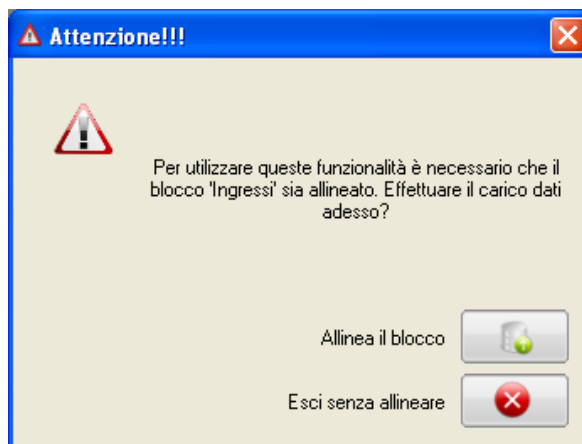 Attenzione!!!
Per utilizzare queste funzionalità è necessario che il
blocco 'Ingressi' sia allineato. Effettuare il carico dati
adesso?
Allinea il blocco
Esci senza allineare